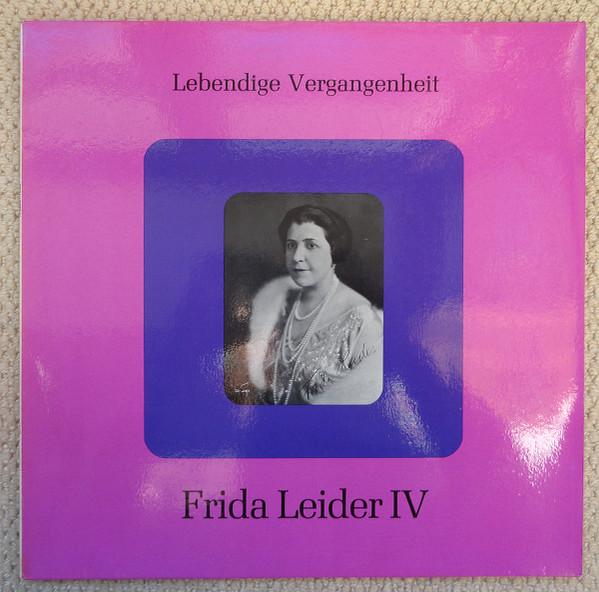 Lebendige Vergangenheit
Frida Leider IV